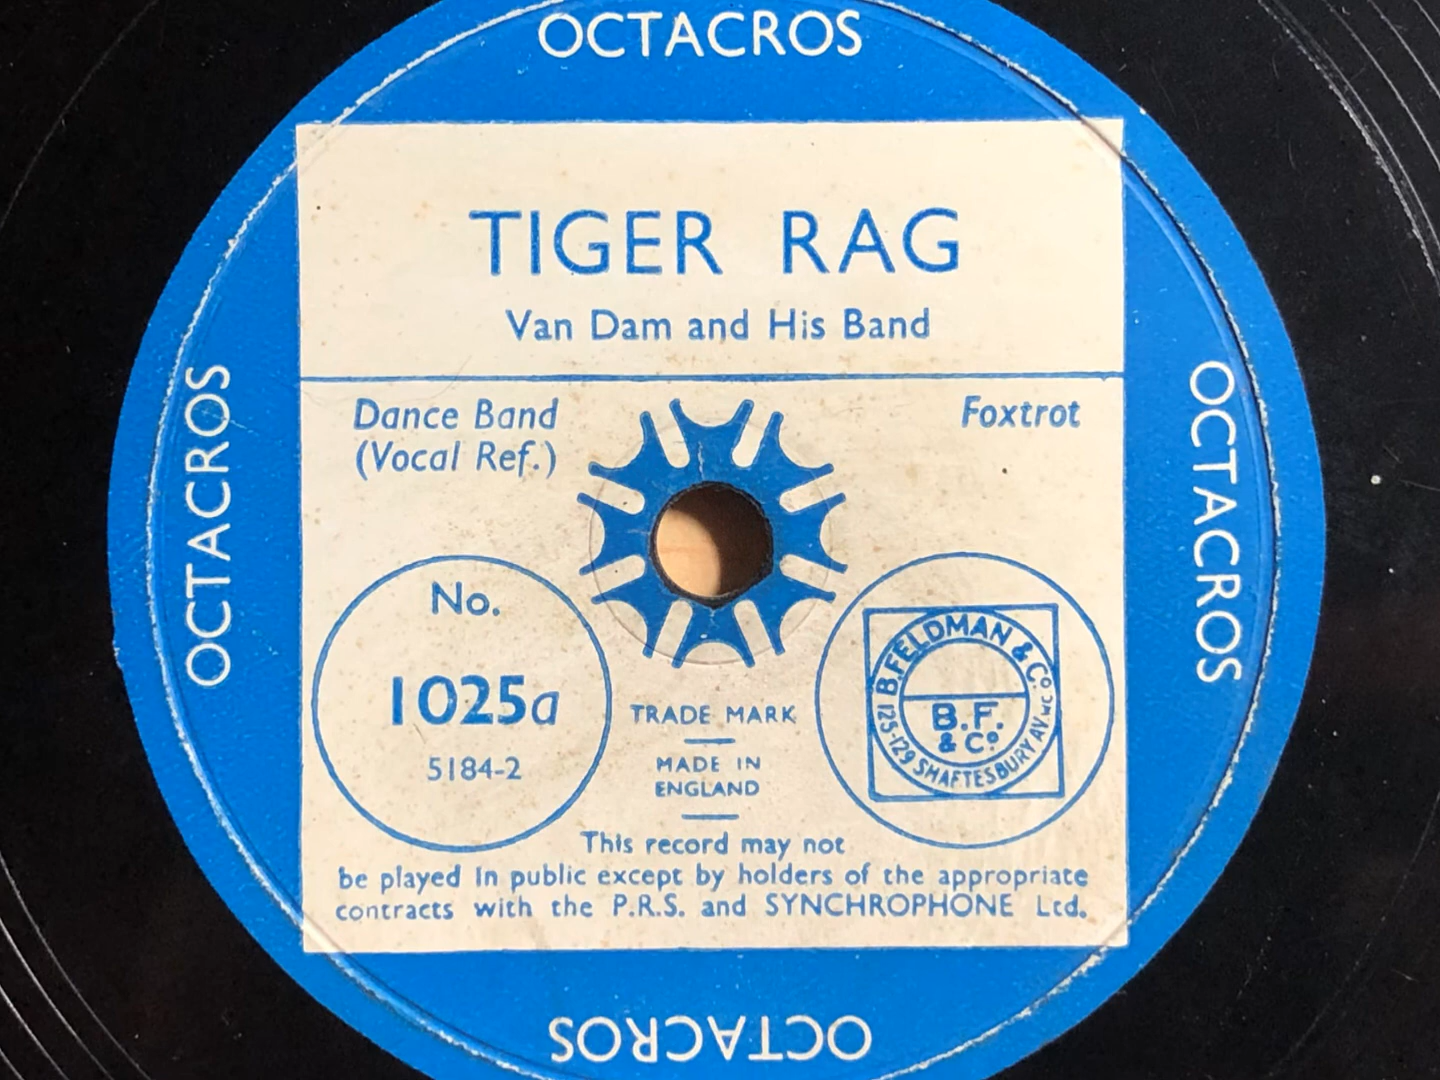 OCTACROS
TIGER RAG
Van Dam and His Band
Dance Band
(Vocal Ref.)
Foxtrot
OCTACROS
OCTACROS
No.
1025a
5184-2
TRADE MARK
MADE IN
ENGLAND
B.FELDMAN & Cº
B.F.
& Cº
125-129 SHAFTESBURY AV. WC
This record may not
be played in public except by holders of the appropriate
contracts with the P.R.S. and SYNCHROPHONE Ltd.
OCTACROS